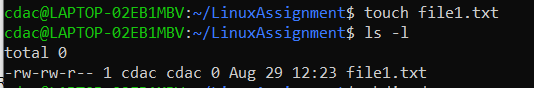 cdac@LAPTOP-02EB1MBV:~/LinuxAssignment$ touch file1.txt
cdac@LAPTOP-02EB1MBV:~/LinuxAssignment$ ls -l
total 0
-rw-rw-r-- 1 cdac cdac 0 Aug 29 12:23 file1.txt